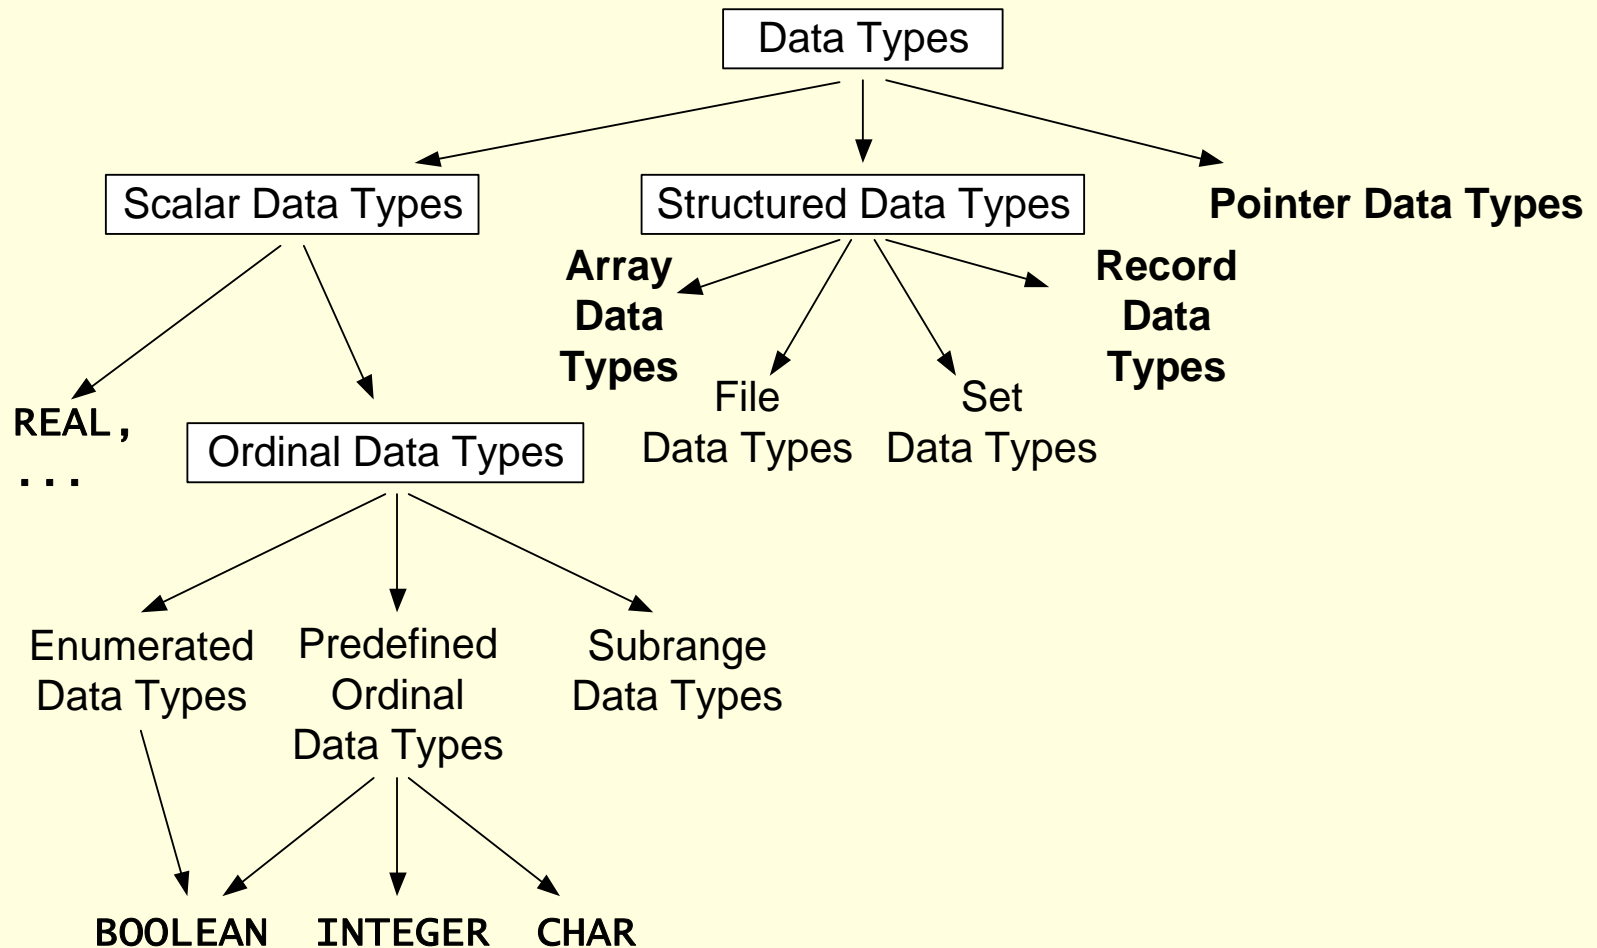 Data Types
Scalar Data Types
Structured Data Types
Pointer Data Types
Array
Data
Types
Record
Data
Types
File
Data Types
Set
Data Types
REAL,
...
Ordinal Data Types
Enumerated
Data Types
Predefined
Ordinal
Data Types
Subrange
Data Types
BOOLEAN
INTEGER
CHAR